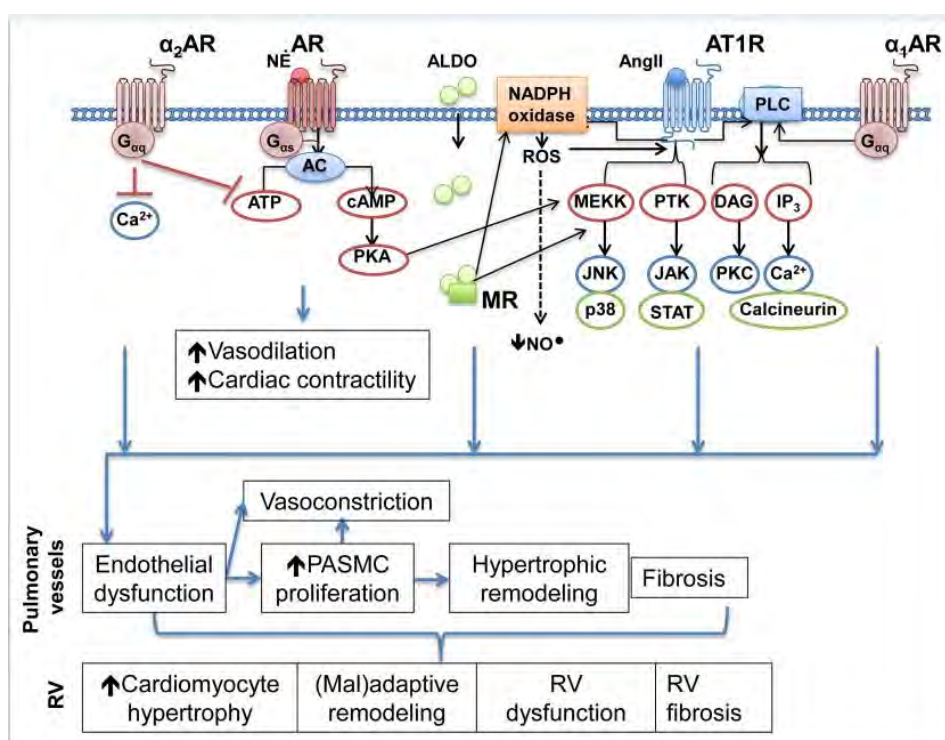 α2AR
AR
NĖ
ALDO
NADPH
oxidase
AngII
AT1R
PLC
α1AR
Gαq
Gαs
AC
ROS
Gαq
Ca2+
ATP
cAMP
MEKK
PTK
DAG
IP3
PKA
MR
JNK
JAK
PKC
Ca2+
p38
STAT
Calcineurin
NO•
Vasodilation
Cardiac contractility
Vasoconstriction
Pulmonary
vessels
Endothelial
dysfunction
PASMC
proliferation
Hypertrophic
remodeling
Fibrosis
RV
Cardiomyocyte
hypertrophy
(Mal)adaptive
remodeling
RV
dysfunction
RV
fibrosis